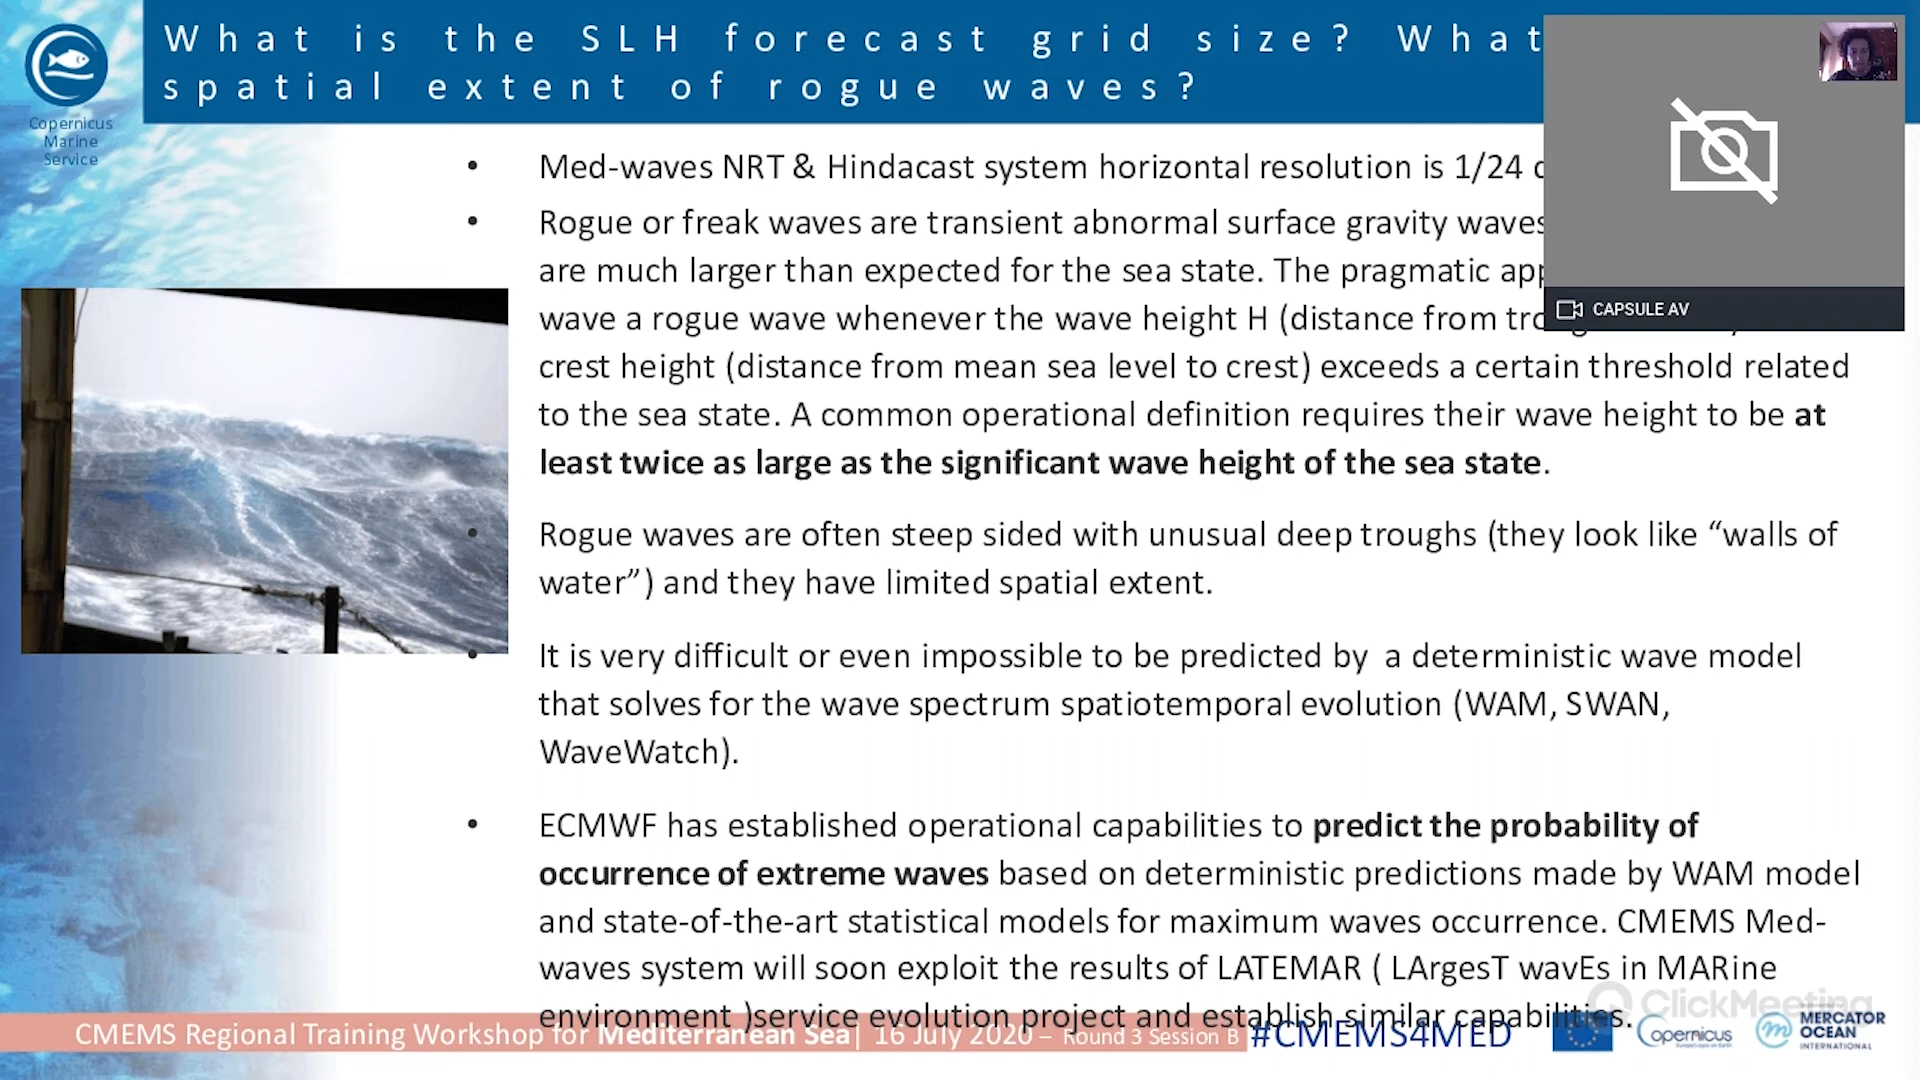 What is the SLH forecast grid size? What
spatial extent of rogue waves?
Copernicus
Marine
Service
• Med-waves NRT & Hindacast system horizontal resolution is 1/24
• Rogue or freak waves are transient abnormal surface gravity waves
are much larger than expected for the sea state. The pragmatic
wave a rogue wave whenever the wave height H (distance from
crest height (distance from mean sea level to crest) exceeds a certain threshold related
to the sea state. A common operational definition requires their wave height to be at
least twice as large as the significant wave height of the sea state.
• Rogue waves are often steep sided with unusual deep troughs (they look like “walls of
water”) and they have limited spatial extent.
• It is very difficult or even impossible to be predicted by a deterministic wave model
that solves for the wave spectrum spatiotemporal evolution (WAM, SWAN,
WaveWatch).
• ECMWF has established operational capabilities to predict the probability of
occurrence of extreme waves based on deterministic predictions made by WAM model
and state-of-the-art statistical models for maximum waves occurrence. CMEMS Med-
waves system will soon exploit the results of LATEMAR ( LArgesT wavEs in MARine
environment )service evolution project and establish similar capabilities.
CAPSULE AV
ClickMeeting
CMEMS Regional Training Workshop for Mediterranean Sea| 16 July 2020 – Round 3 Session B
#CMEMS4MED
opernicus
MERCATOR
OCEAN
INTERNATIONAL